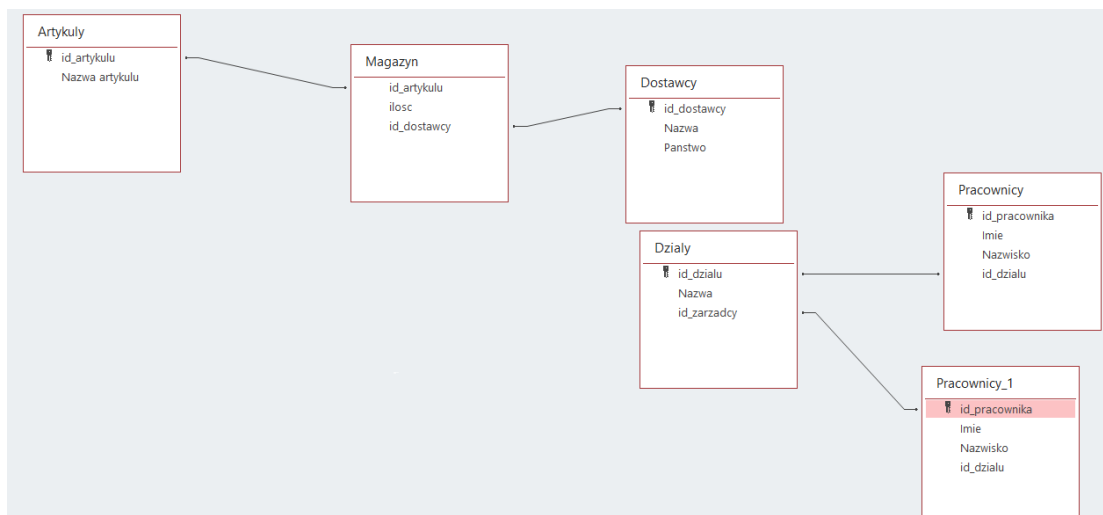 Artykuly
id_artykulu
Nazwa artykulu
Magazyn
id_artykulu
ilosc
id_dostawcy
Dostawcy
id_dostawcy
Nazwa
Panstwo
Dzialy
id_dzialu
Nazwa
id_zarzadcy
Pracownicy
id_pracownika
Imie
Nazwisko
id_dzialu
Pracownicy_1
id_pracownika
Imie
Nazwisko
id_dzialu